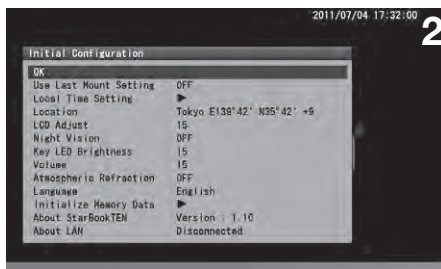 2011/07/04 17:32:00
2
Initial Configuration
OK
Use Last Mount Setting OFF
Local Time Setting ▶
Location Tokyo E139°42' N35°42' +9
LCD Adjust 15
Night Vision OFF
Key LED Brightness 15
Volume 15
Atmospheric Refraction OFF
Language English
Initialize Memory Data ▶
About StarBookTEN Version : 1.10
About LAN Disconnected